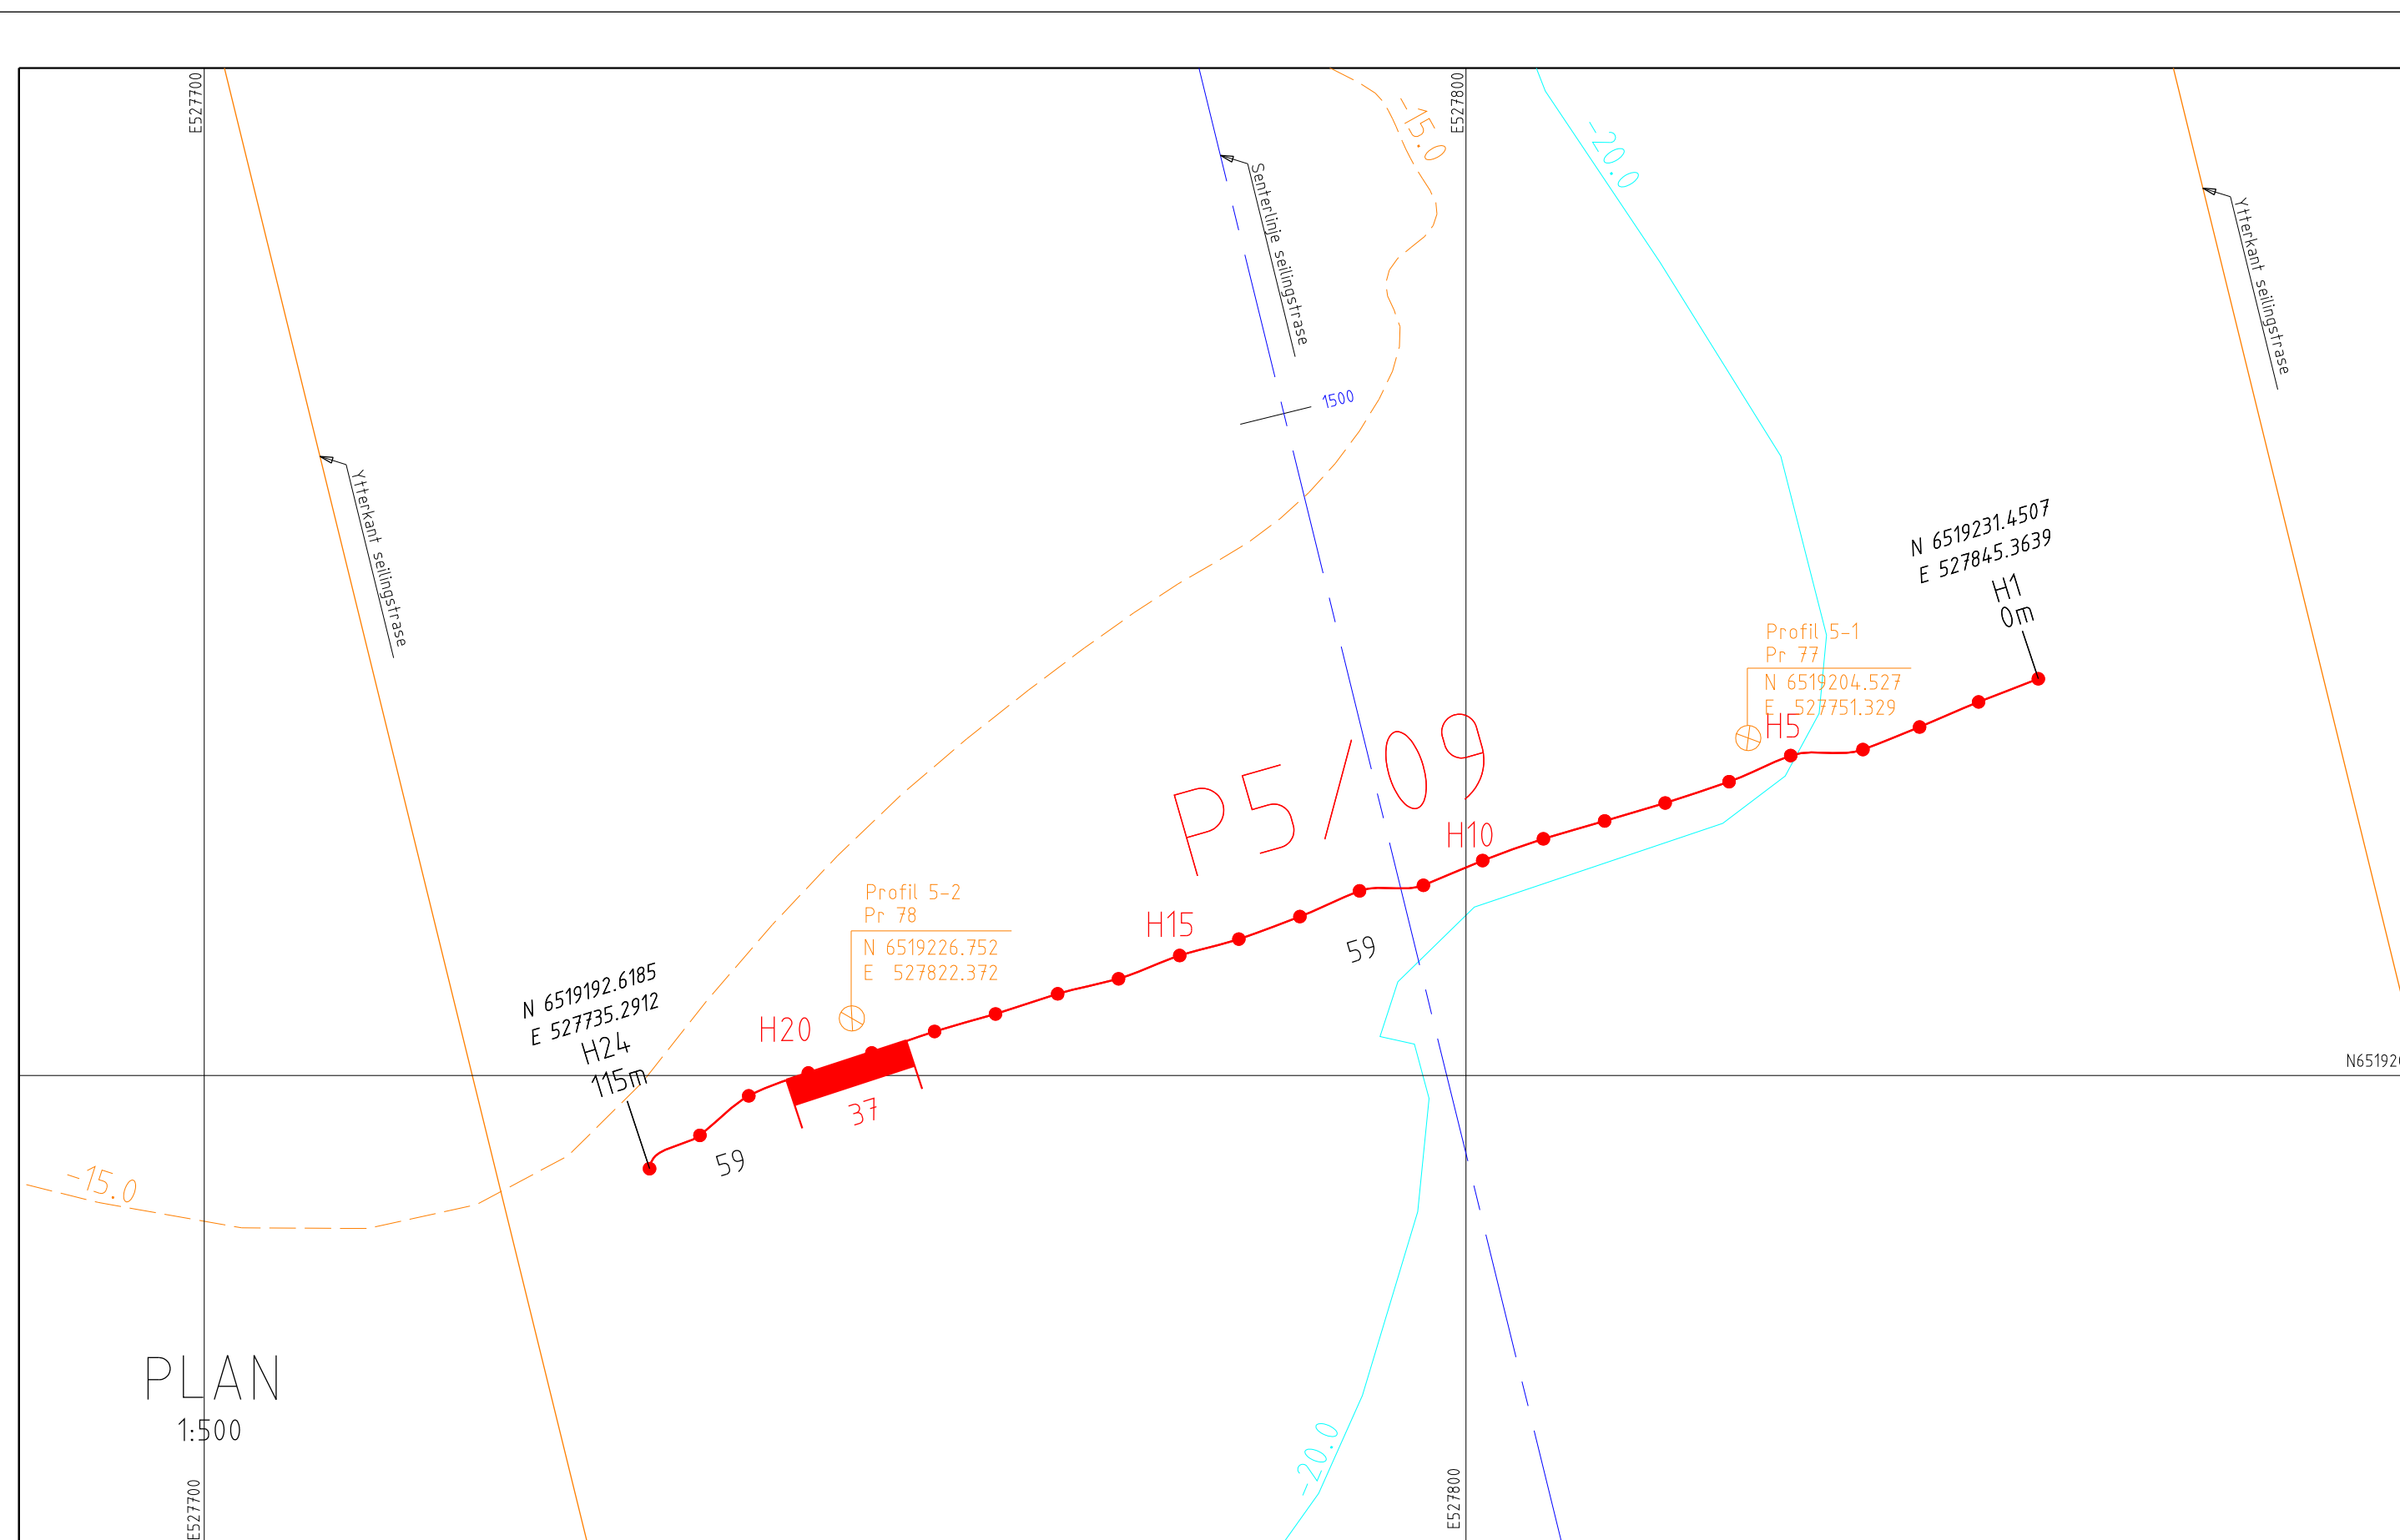 E527700
E527800
-15.0
-20.0
Senterlinje seilingstrase
Ytterkant seilingstrase
1500
Ytterkant seilingstrase
N 6519231.4507
E 527845.3639
H1
0m
Profil 5-1
Pr 77
N 6519204.527
E 527751.329
H5
P5/09
H10
Profil 5-2
Pr 78
N 6519226.752
E 527822.372
H15
59
N 6519192.6185
E 527735.2912
H24
115m
H20
37
59
-15.0
PLAN
1:500
-20.0
E527700
E527800